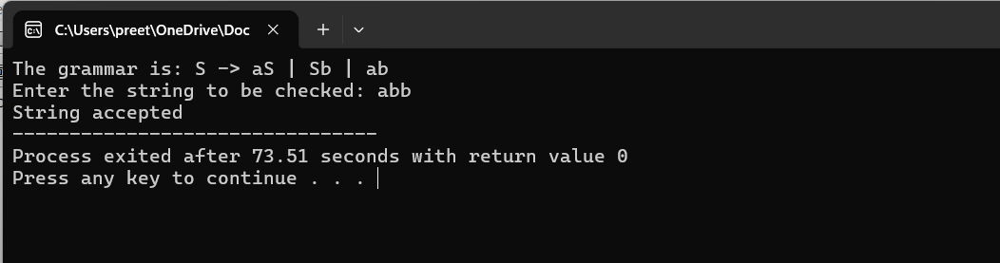 C:\Users\preet\OneDrive\Doc
The grammar is: S -> aS | Sb | ab
Enter the string to be checked: abb
String accepted
--------------------------------
Process exited after 73.51 seconds with return value 0
Press any key to continue . . .